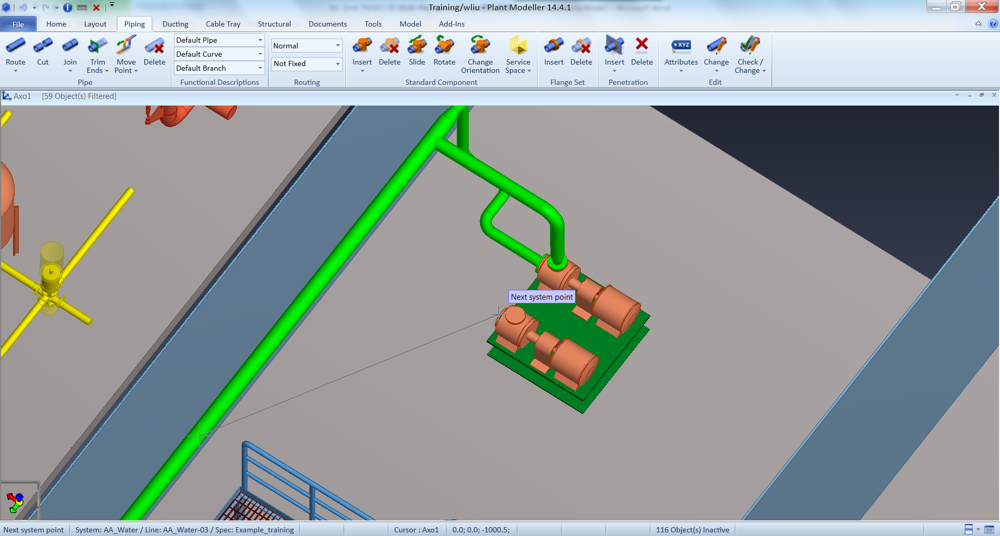 Training/wliu - Plant Modeller 14.4.1
File Home Layout Piping Ducting Cable Tray Structural Documents Tools Model Add-Ins
Route Cut Join Trim Ends Move Point Delete
Pipe
Default Pipe
Default Curve
Default Branch
Functional Descriptions
Normal
Not Fixed
Routing
Insert Delete Slide Rotate Change Orientation Service Space
Standard Component
Insert Delete
Flange Set
Insert Delete
Penetration
XYZ
Attributes Change Check / Change
Edit
Axo1 [59 Object(s) Filtered]
Next system point
Next system point System: AA_Water / Line: AA_Water-03 / Spec: Example_training Cursor : Axo1 0.0; 0.0; -1000.5; 116 Object(s) Inactive